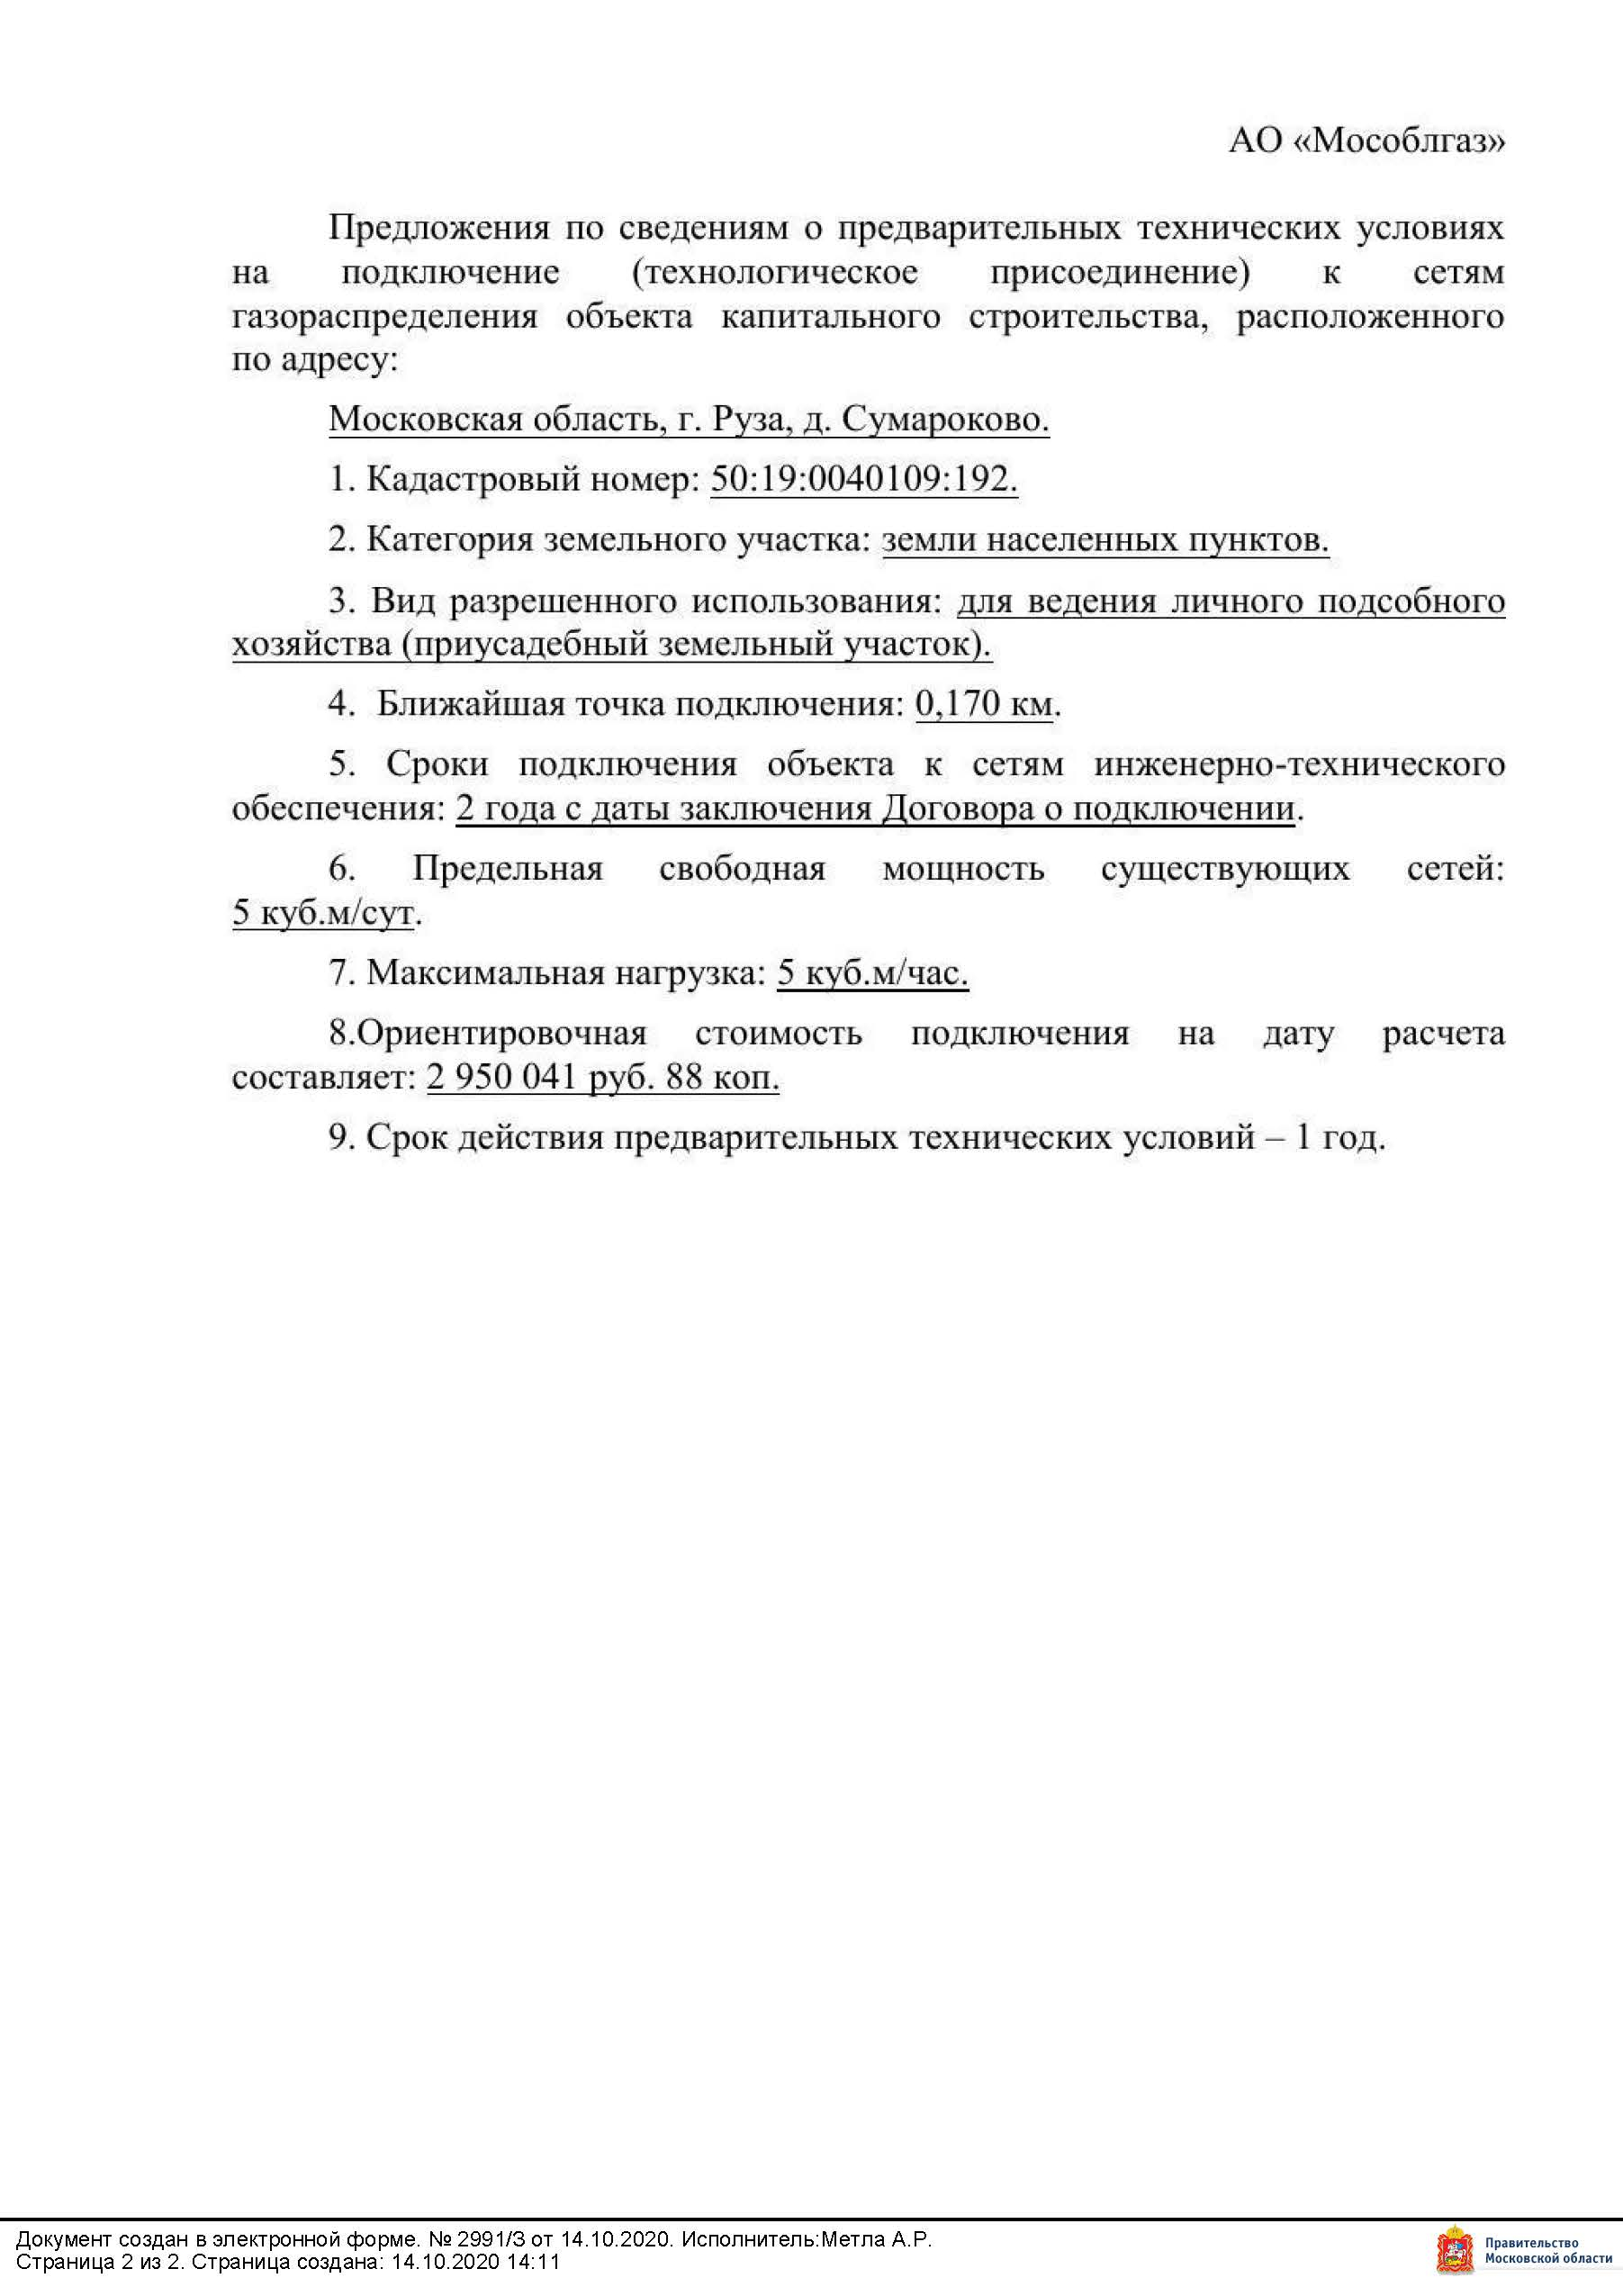 АО «Мособлгаз»
Предложения по сведениям о предварительных технических условиях
на подключение (технологическое присоединение) к сетям
газораспределения объекта капитального строительства, расположенного
по адресу:
Московская область, г. Руза, д. Сумароково.
1. Кадастровый номер: 50:19:0040109:192.
2. Категория земельного участка: земли населенных пунктов.
3. Вид разрешенного использования: для ведения личного подсобного
хозяйства (приусадебный земельный участок).
4. Ближайшая точка подключения: 0,170 км.
5. Сроки подключения объекта к сетям инженерно-технического
обеспечения: 2 года с даты заключения Договора о подключении.
6. Предельная свободная мощность существующих сетей:
5 куб.м/сут.
7. Максимальная нагрузка: 5 куб.м/час.
8.Ориентировочная стоимость подключения на дату расчета
составляет: 2 950 041 руб. 88 коп.
9. Срок действия предварительных технических условий – 1 год.
Документ создан в электронной форме. № 2991/3 от 14.10.2020. Исполнитель:Метла А.Р.
Страница 2 из 2. Страница создана: 14.10.2020 14:11
Правительство
Московской области